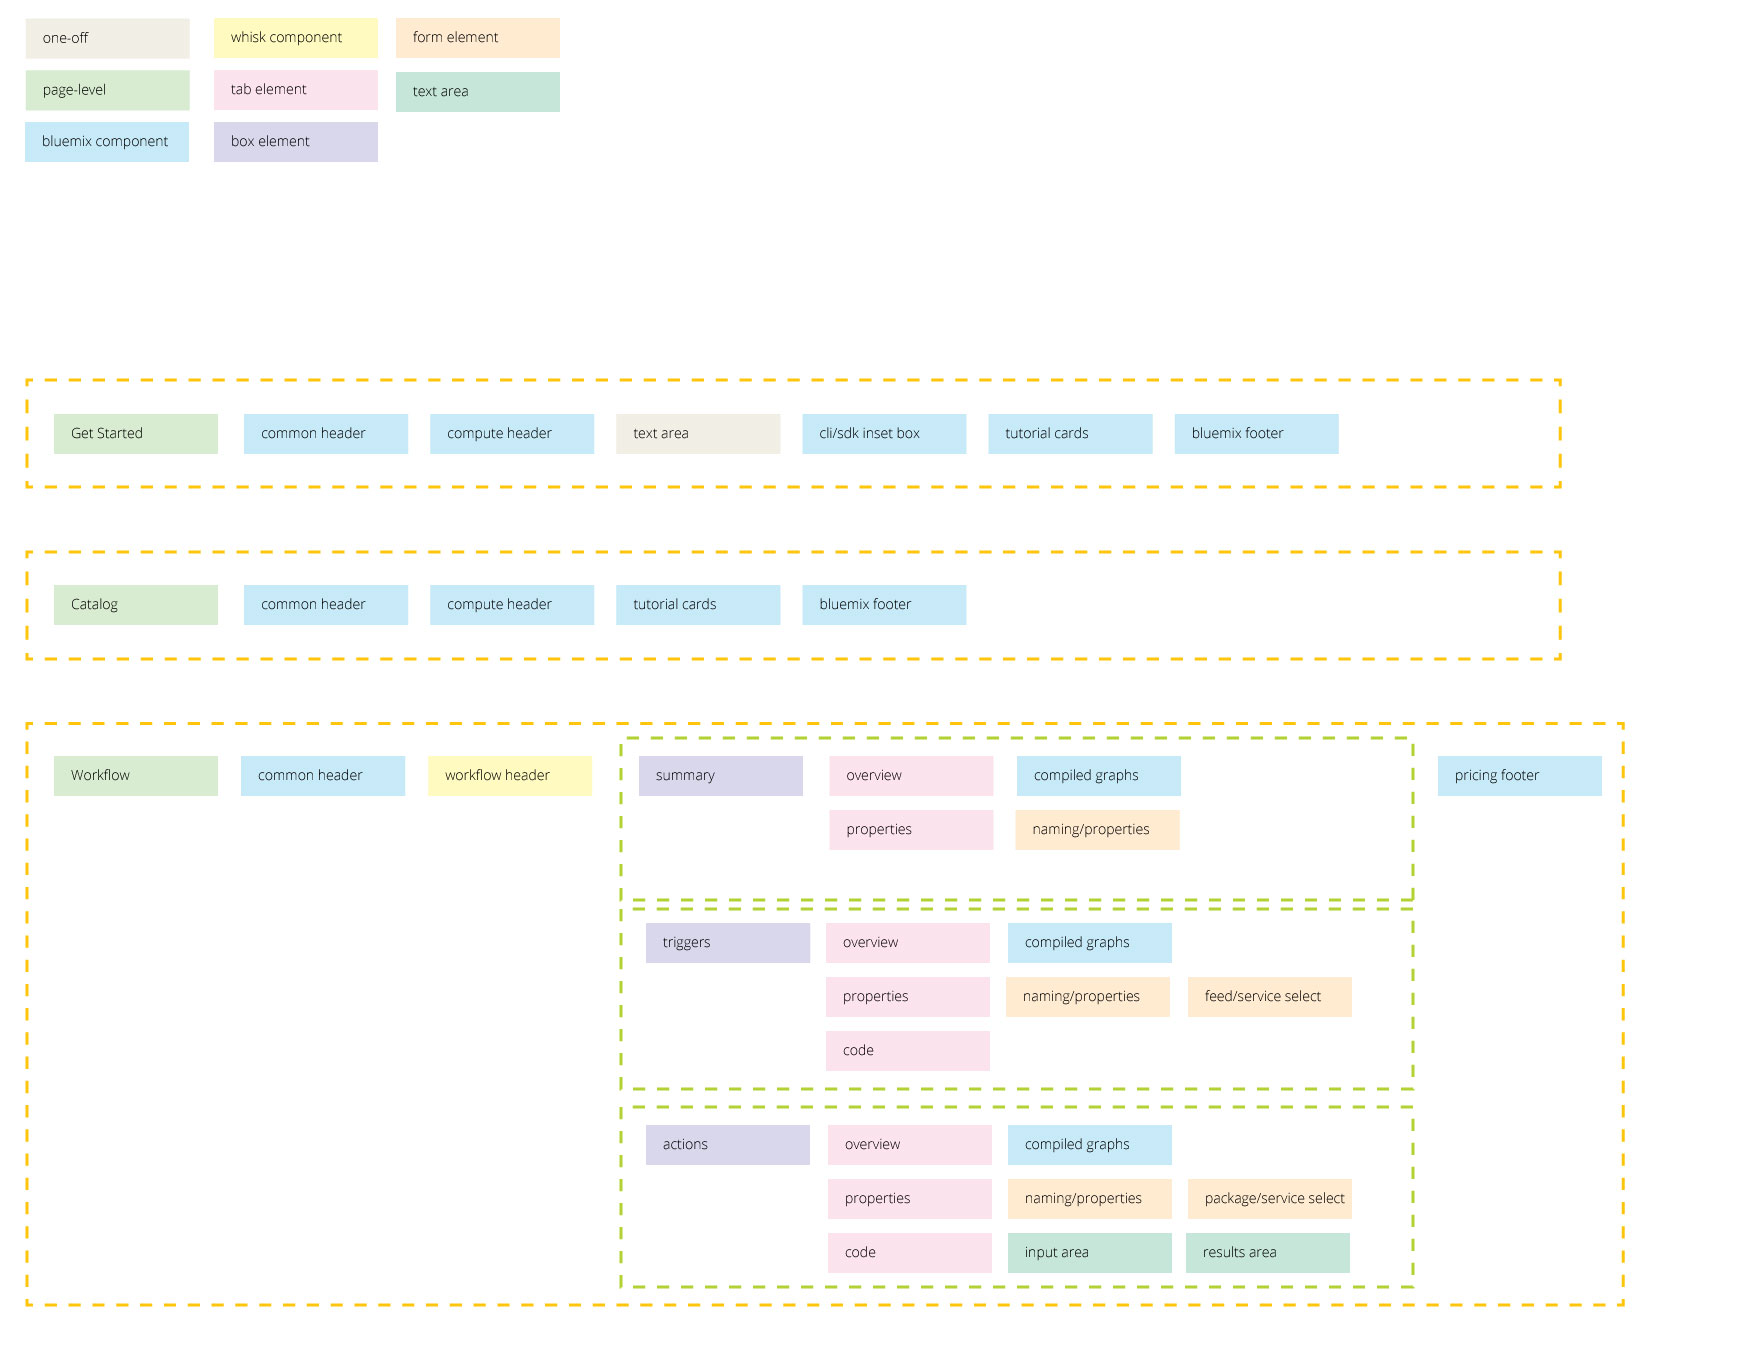 one-off
whisk component
form element
page-level
tab element
text area
bluemix component
box element
Get Started
common header
compute header
text area
cli/sdk inset box
tutorial cards
bluemix footer
Catalog
common header
compute header
tutorial cards
bluemix footer
Workflow
common header
workflow header
summary
overview
compiled graphs
pricing footer
properties
naming/properties
triggers
overview
compiled graphs
properties
naming/properties
feed/service select
code
actions
overview
compiled graphs
properties
naming/properties
package/service select
code
input area
results area